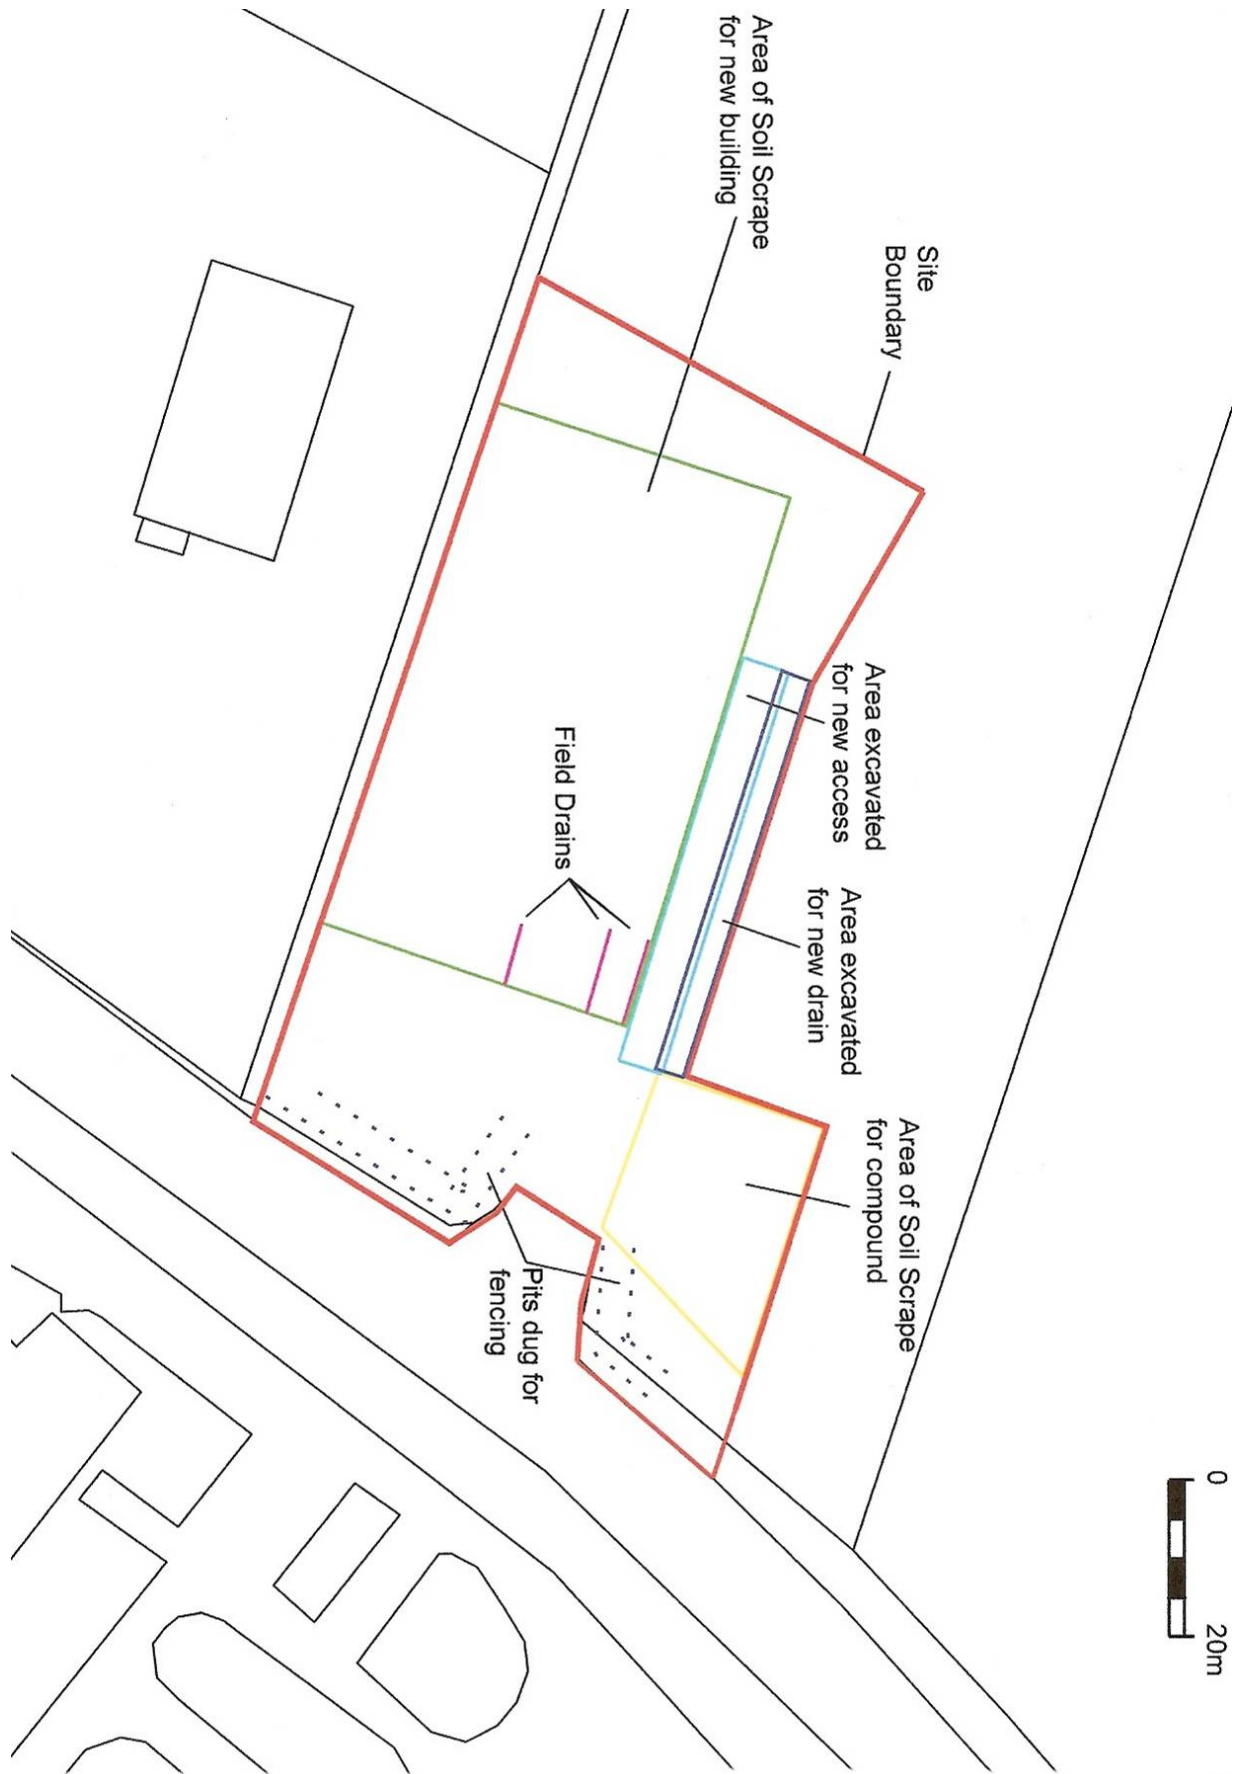 Area of Soil Scrape
for new building
Site
Boundary
Area excavated
for new access
Area excavated
for new drain
Field Drains
Area of Soil Scrape
for compound
Pits dug for
fencing
0
20m